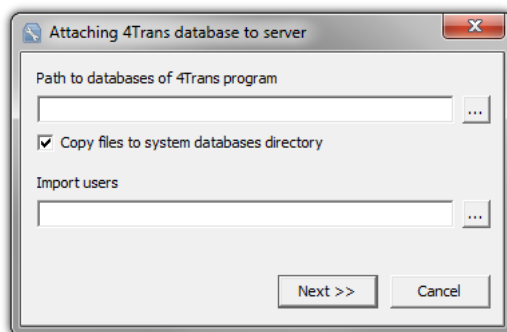 Attaching 4Trans database to server
Path to databases of 4Trans program
...
Copy files to system databases directory
Import users
...
Next >> Cancel